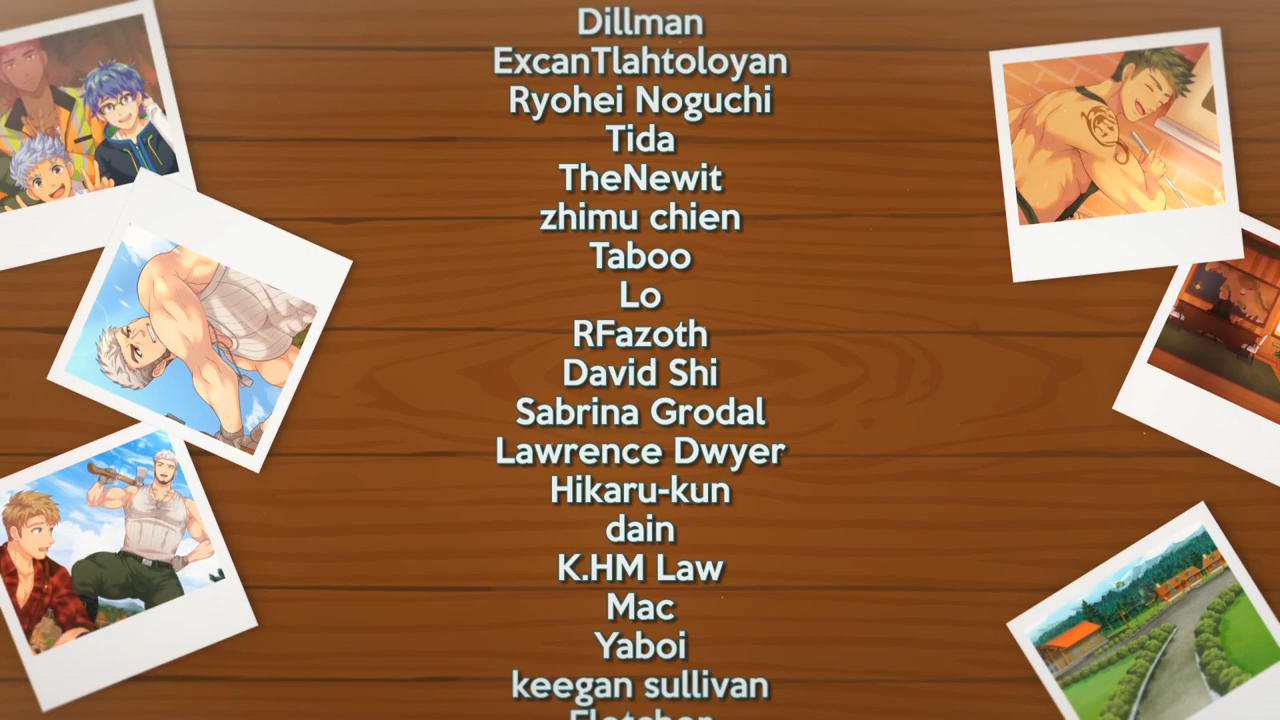 Dillman
ExcanTlahtoloyan
Ryohei Noguchi
Tida
TheNewit
zhimu chien
Taboo
Lo
RFazoth
David Shi
Sabrina Grodal
Lawrence Dwyer
Hikaru-kun
dain
K.HM Law
Mac
Yaboi
keegan sullivan